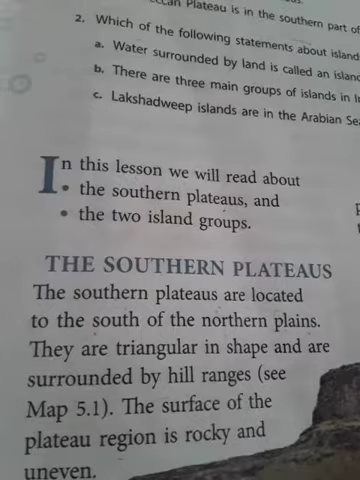 Plateau is in the southern part of
2. Which of the following statements about island
a. Water surrounded by land is called an island
b. There are three main groups of islands in
c. Lakshadweep islands are in the Arabian Sea
In this lesson we will read about
• the southern plateaus, and
• the two island groups.
THE SOUTHERN PLATEAUS
The southern plateaus are located
to the south of the northern plains.
They are triangular in shape and are
surrounded by hill ranges (see
Map 5.1). The surface of the
plateau region is rocky and
uneven.